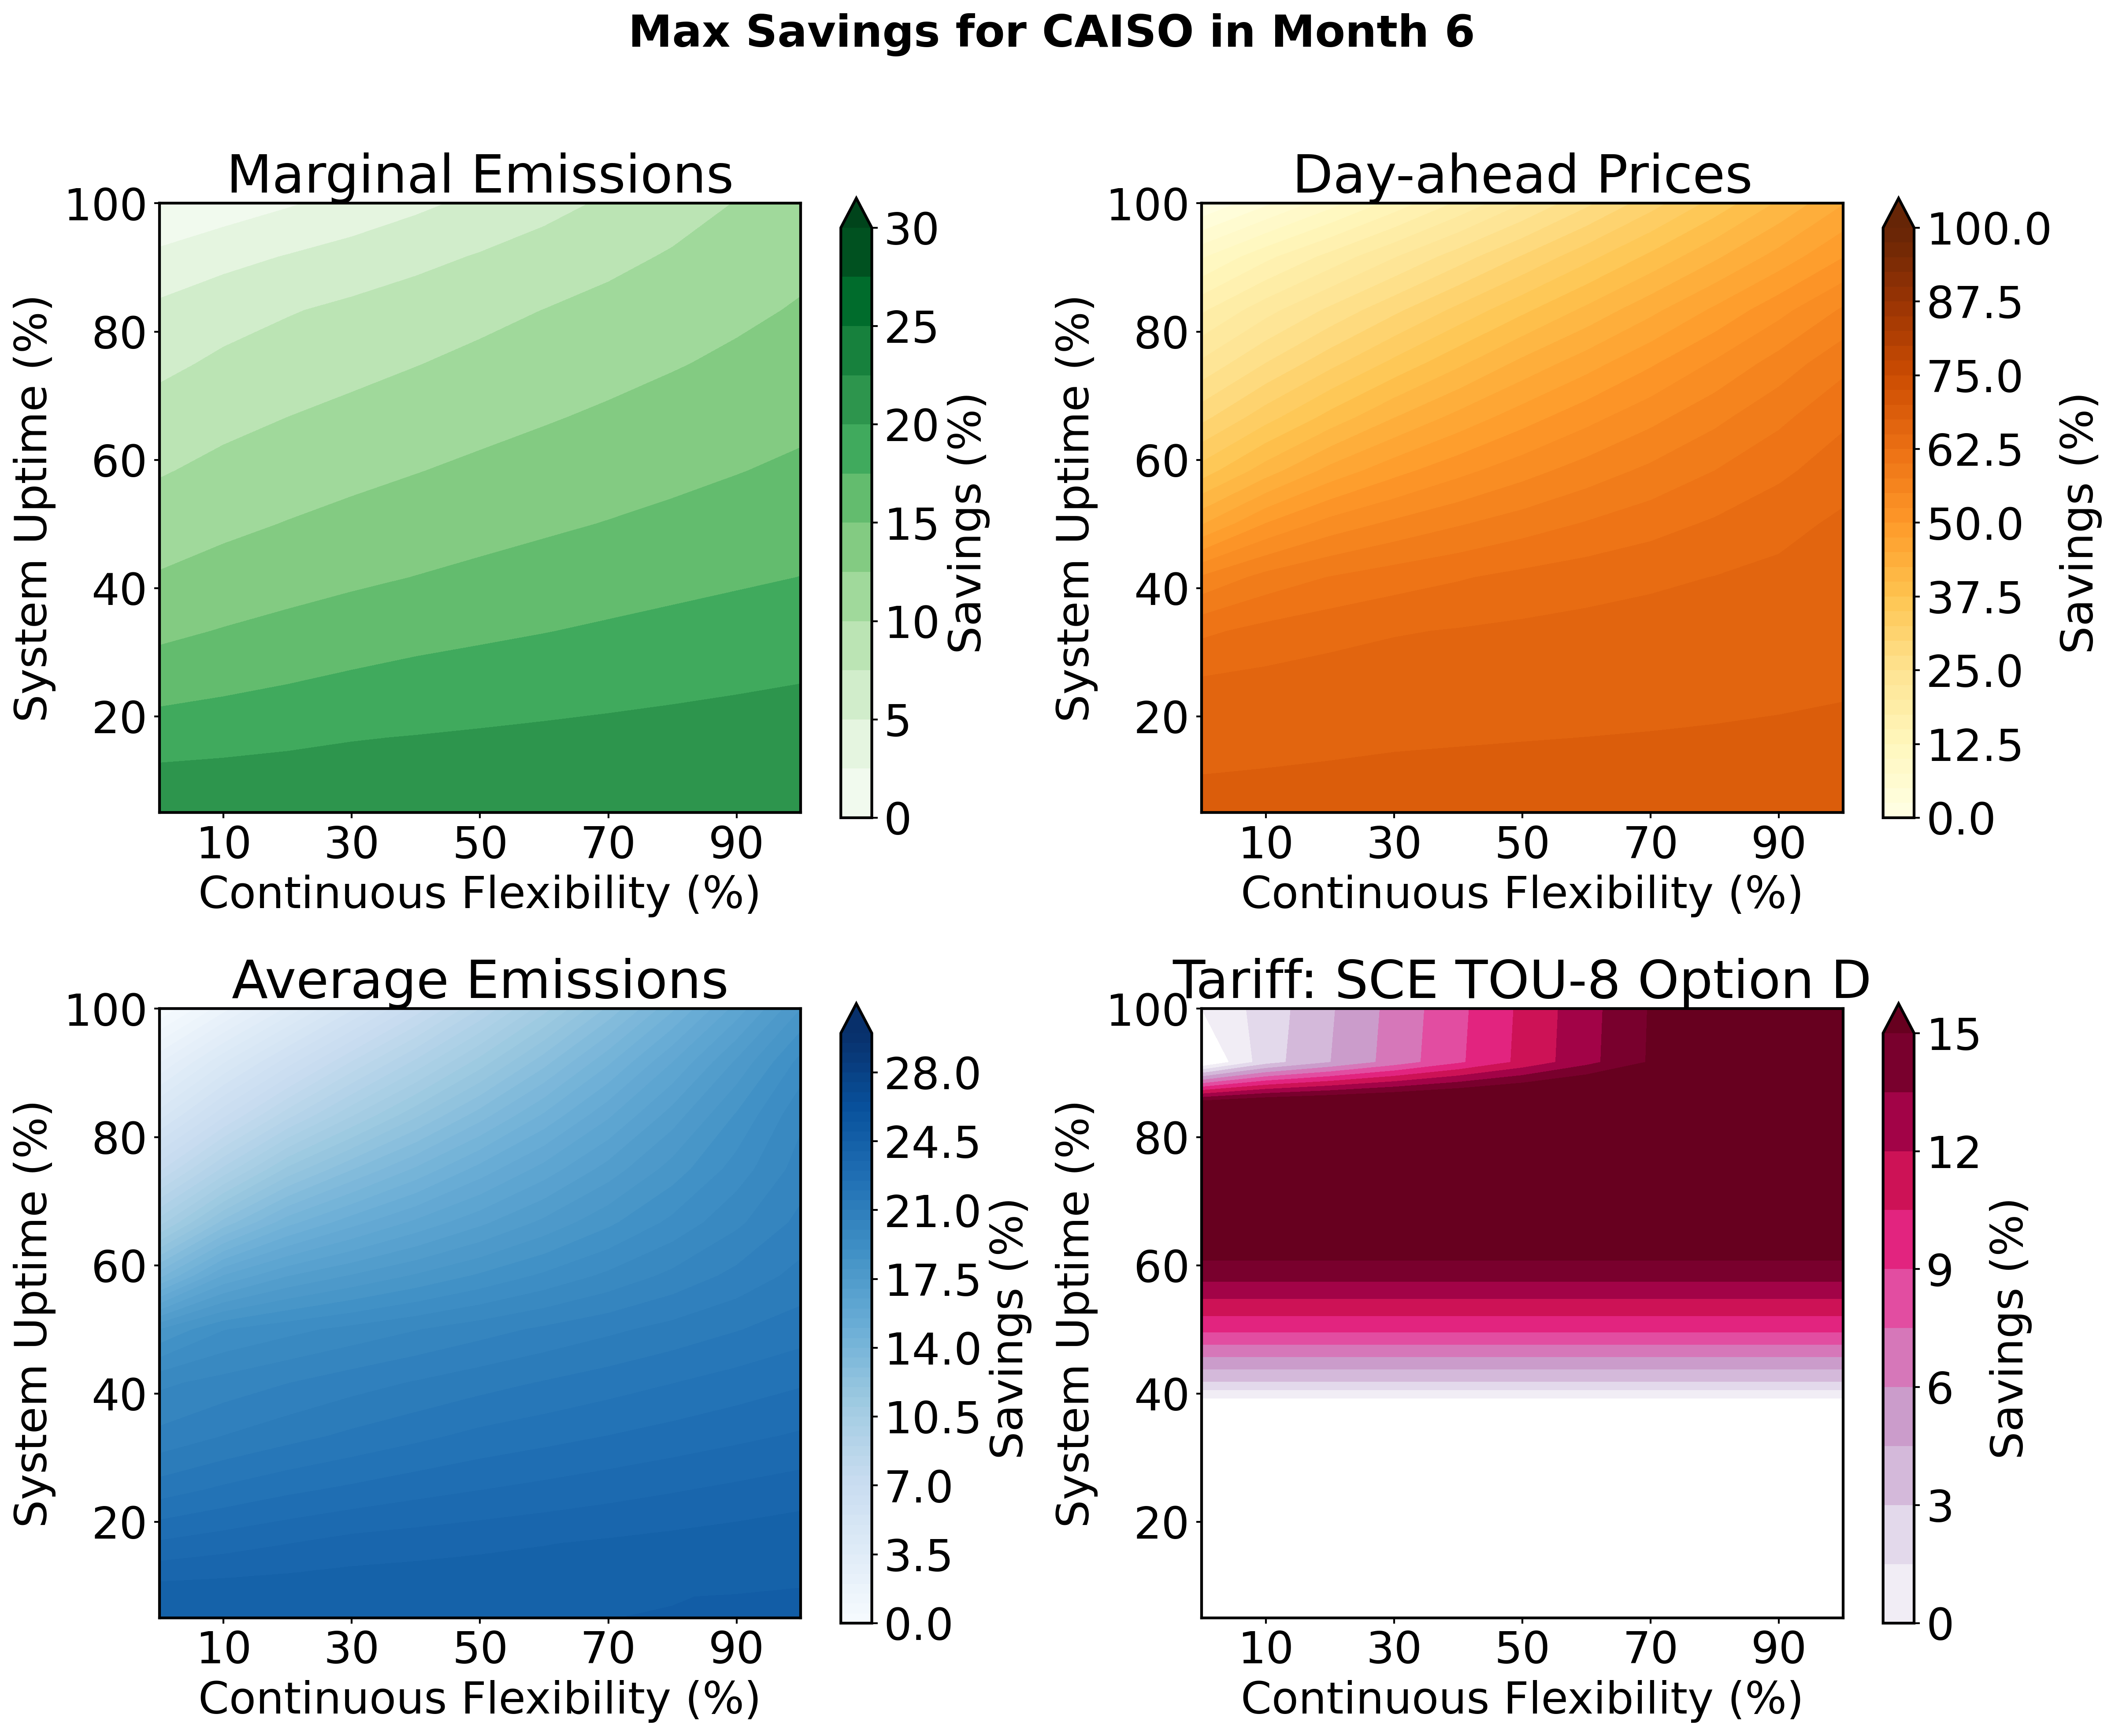 Max Savings for CAISO in Month 6
Marginal Emissions
100
80
60
40
20
System Uptime (%)
10 30 50 70 90
Continuous Flexibility (%)
30
25
20
15
10
5
0
Savings (%)
Day-ahead Prices
100
80
60
40
20
System Uptime (%)
10 30 50 70 90
Continuous Flexibility (%)
100.0
87.5
75.0
62.5
50.0
37.5
25.0
12.5
0.0
Savings (%)
Average Emissions
100
80
60
40
20
System Uptime (%)
10 30 50 70 90
Continuous Flexibility (%)
28.0
24.5
21.0
17.5
14.0
10.5
7.0
3.5
0.0
Savings (%)
Tariff: SCE TOU-8 Option D
100
80
60
40
20
System Uptime (%)
10 30 50 70 90
Continuous Flexibility (%)
15
12
9
6
3
0
Savings (%)